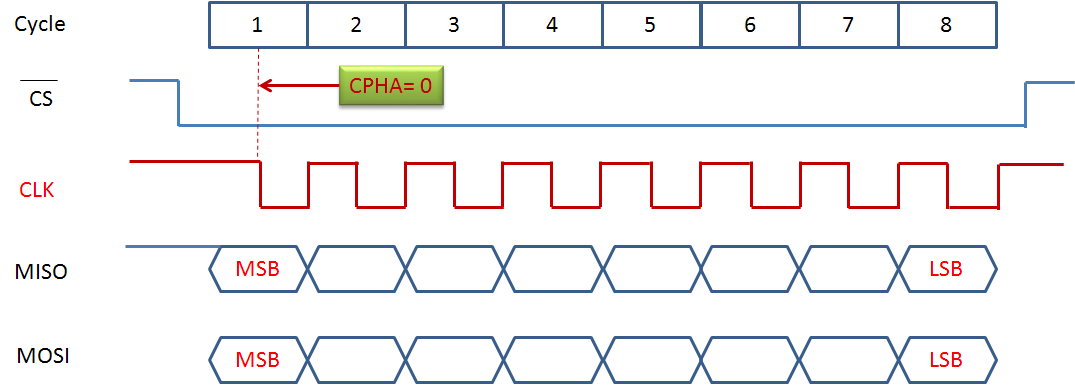 Cycle 1 2 3 4 5 6 7 8
CS
CPHA= 0
CLK
MISO MSB LSB
MOSI MSB LSB